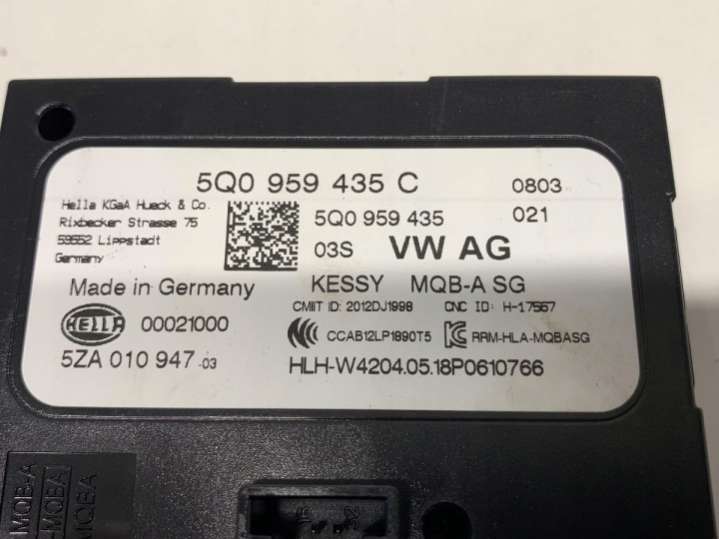 5Q0 959 435 C 0803
Hella KGaA Hueck & Co.
Rixbecker Strasse 75
59552 Lippstadt
Germany
5Q0 959 435 021
03S VW AG
Made in Germany KESSY MQB-A SG
CMIIT ID: 2012DJ1998 CNC ID: H-17567
HELLA 00021000 CCAB12LP1890T5 RRM-HLA-MQBASG
5ZA 010 947 -03 HLH-W4204.05.18P0610766
MQB-A
MQBA
MQBA